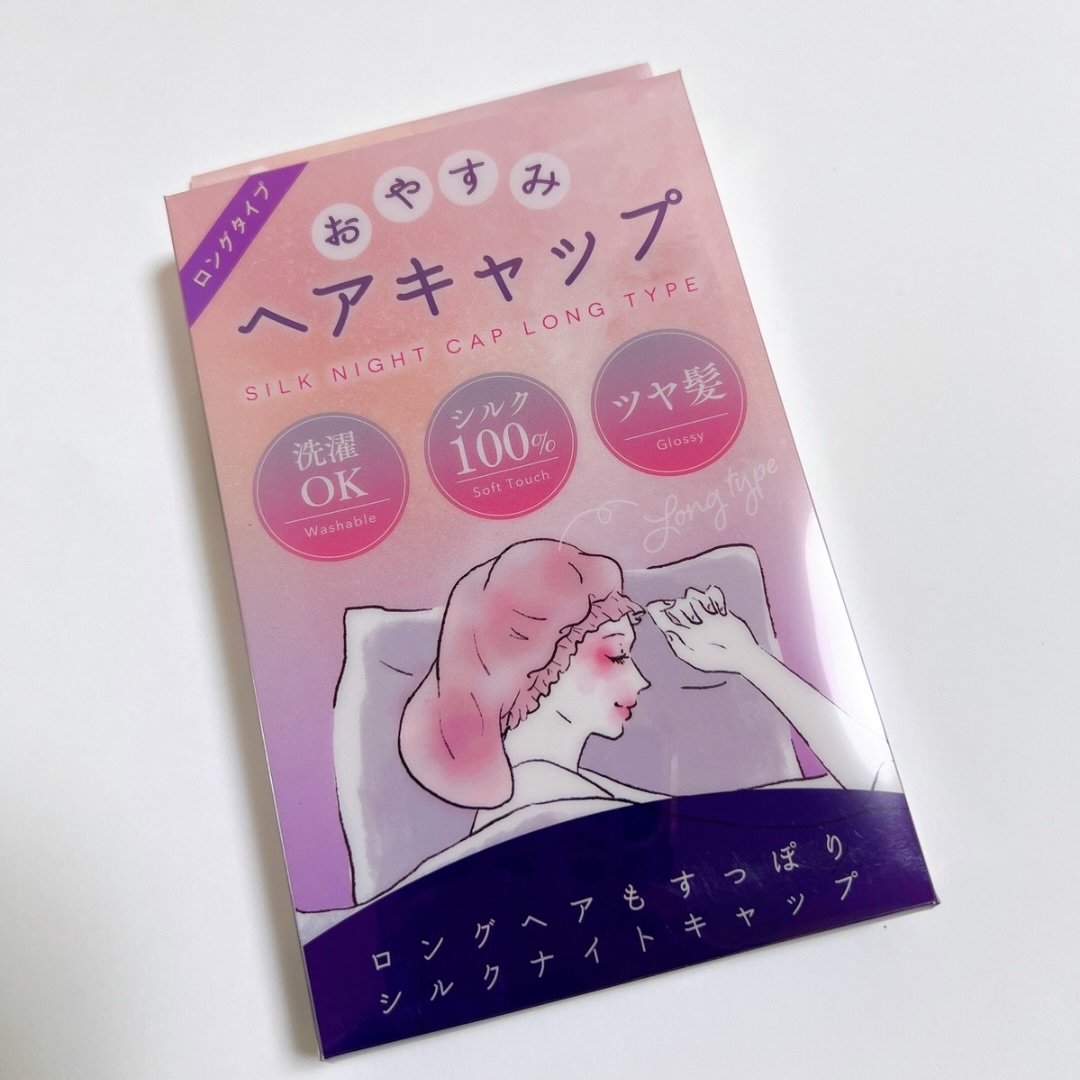 ロングタイプ
おやすみ
ヘアキャップ
SILK NIGHT CAP LONG TYPE
洗濯
OK
Washable
シルク
100%
Soft Touch
ツヤ髪
Glossy
Long type
ロングヘアもすっぽり
シルクナイトキャップ